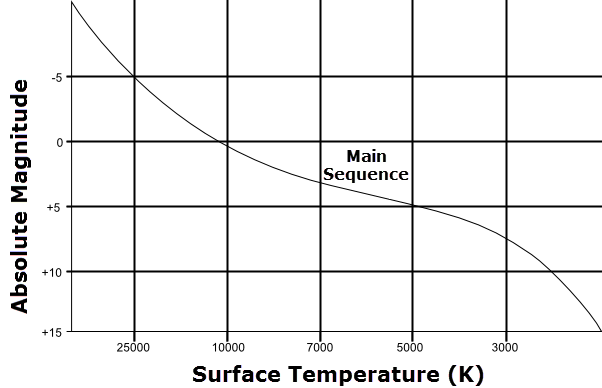 Absolute Magnitude
-5
0
+5
+10
+15
Main
Sequence
25000
10000
7000
5000
3000
Surface Temperature (K)